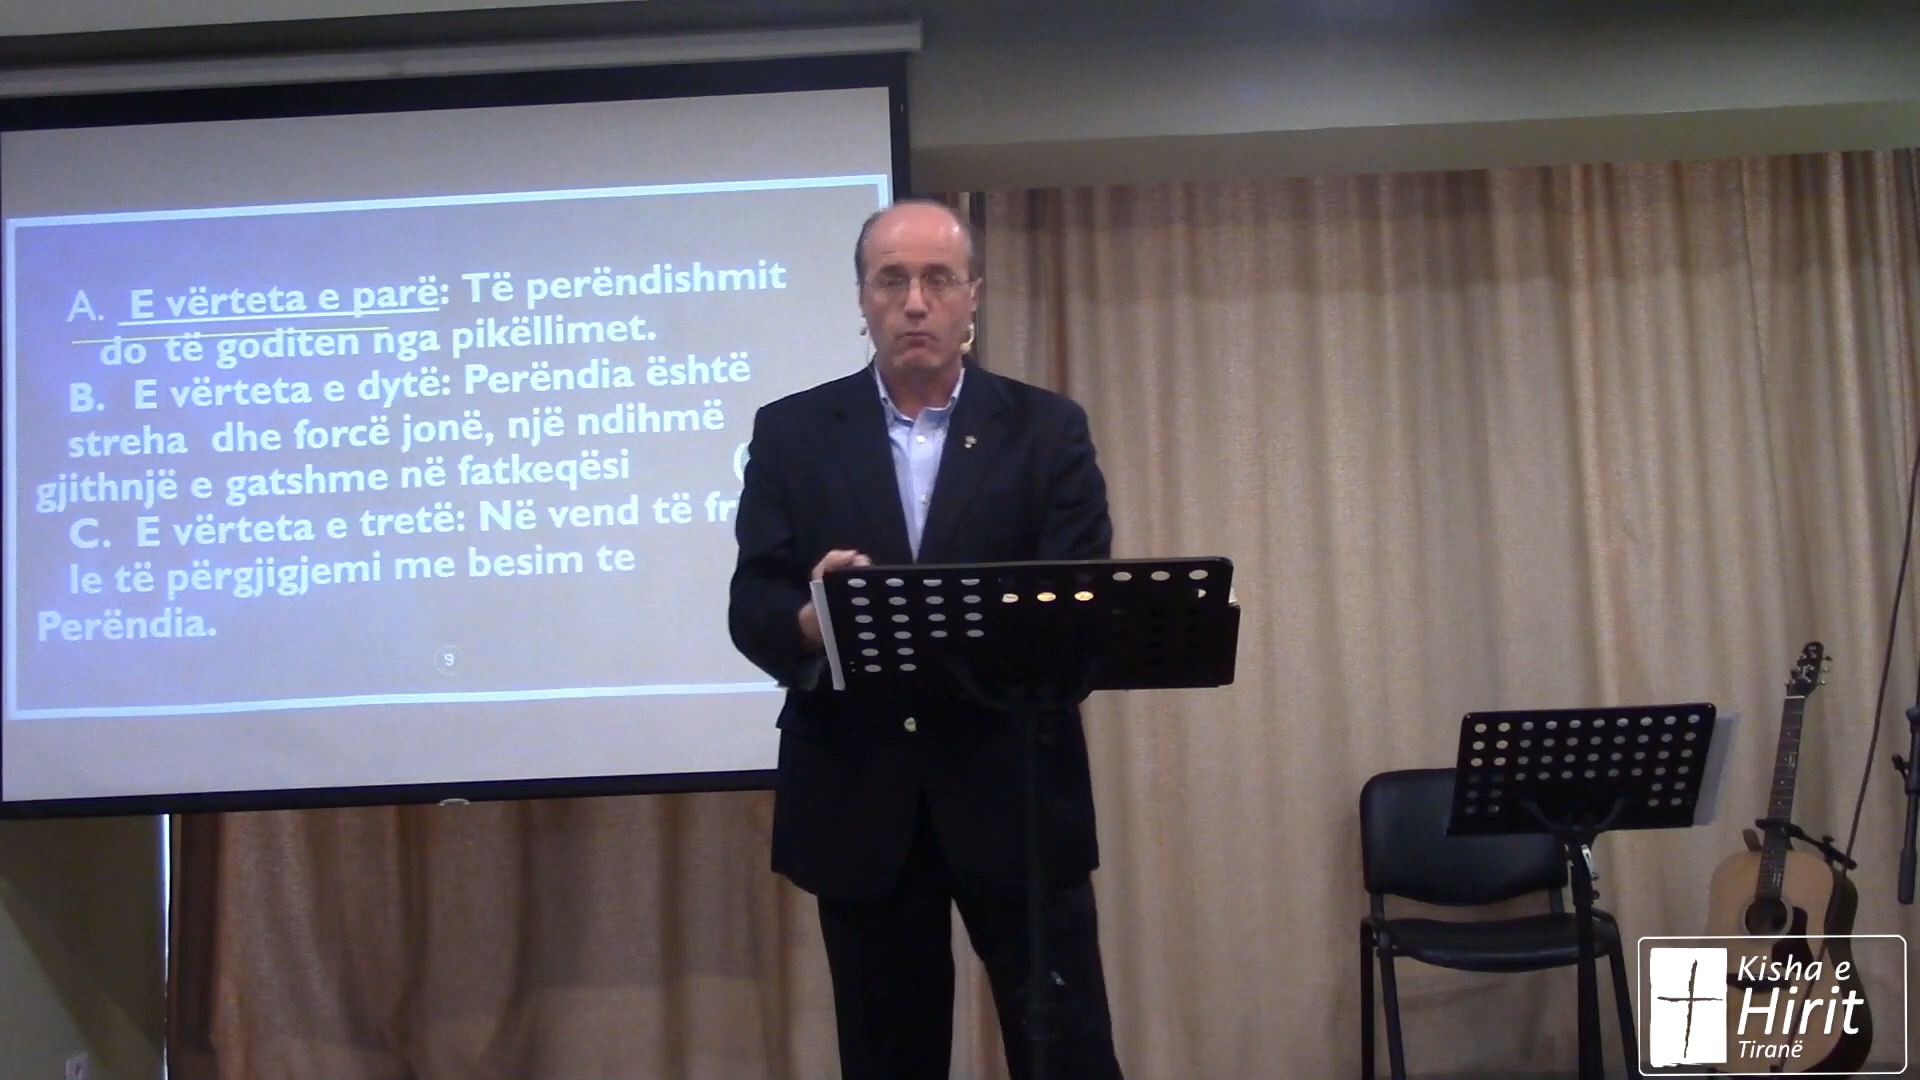 A. E vërteta e parë: Të perëndishmit
do të goditen nga pikëllimet.
B. E vërteta e dytë: Perëndia është
streha dhe forcë jonë, një ndihmë
gjithnjë e gatshme në fatkeqësi
C. E vërteta e tretë: Në vend të
le të përgjigjemi me besim te
Perëndia.
9
Kisha e
Hirit
Tiranë